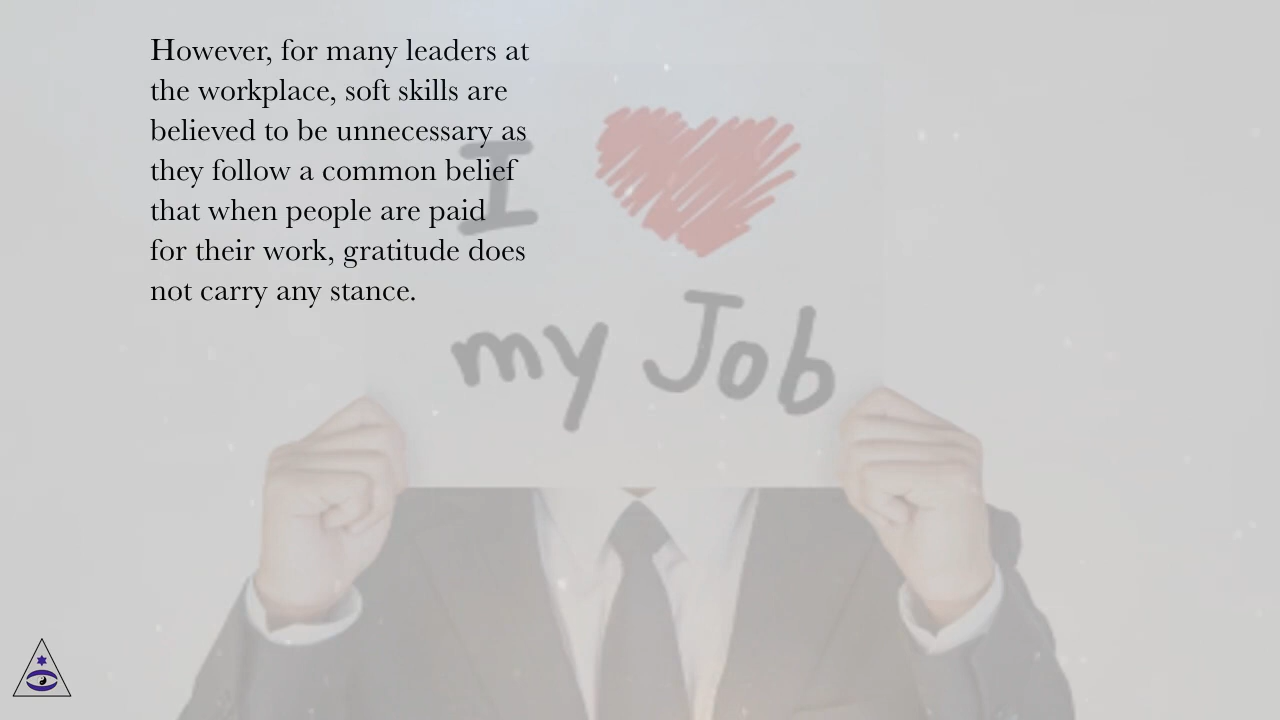 However, for many leaders at
the workplace, soft skills are
believed to be unnecessary as
they follow a common belief
that when people are paid
for their work, gratitude does
not carry any stance.
I
my Job